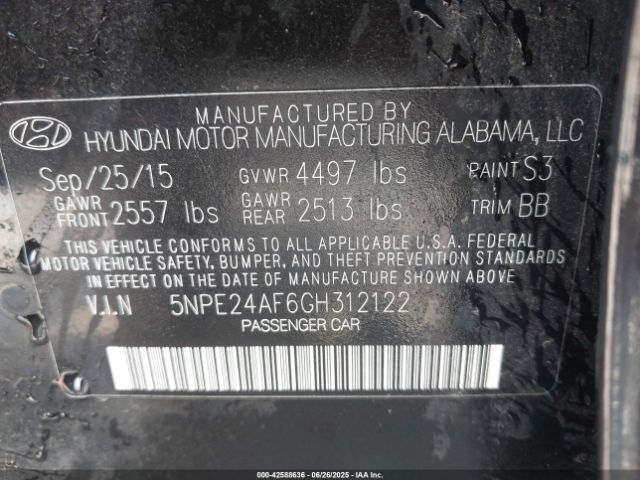 MANUFACTURED BY
HYUNDAI MOTOR MANUFACTURING ALABAMA, LLC
Sep/25/15 GVWR 4497 lbs PAINT S3
GAWR FRONT 2557 lbs GAWR REAR 2513 lbs TRIM BB
THIS VEHICLE CONFORMS TO ALL APPLICABLE U.S.A. FEDERAL
MOTOR VEHICLE SAFETY, BUMPER, AND THEFT PREVENTION STANDARDS
IN EFFECT ON THE DATE OF MANUFACTURE SHOWN ABOVE.
V.I.N 5NPE24AF6GH312122
PASSENGER CAR
000-42588636 - 06/26/2025 - IAAI.COM